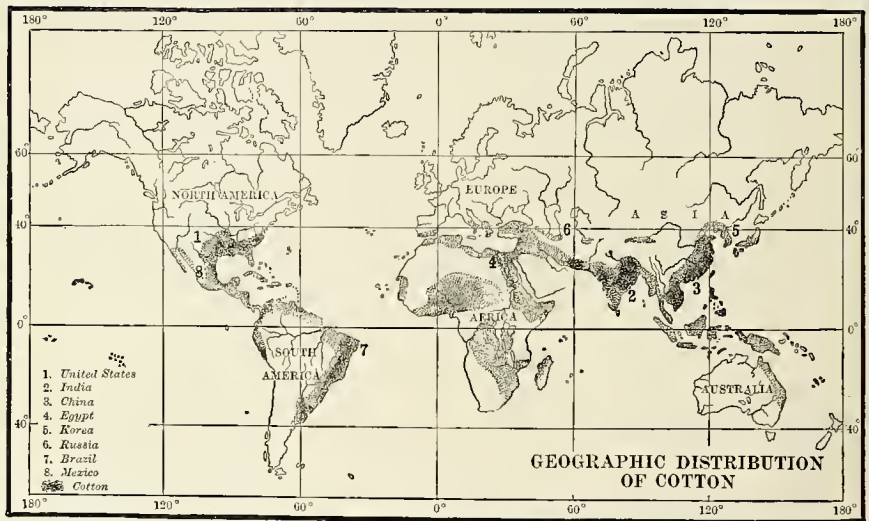 180° 120° 60° 0° 60° 120° 180°
60° 60°
NORTH AMERICA EUROPE
ASIA
40° 40°
1 6 5
4
8 2 3
AFRICA
0° 0°
SOUTH 7
AMERICA
AUSTRALIA
1. United States
2. India
3. China
4. Egypt
5. Korea
6. Russia
7. Brazil
8. Mexico
Cotton
40° 40°
GEOGRAPHIC DISTRIBUTION
OF COTTON
180° 120° 60° 0° 60° 120° 180°